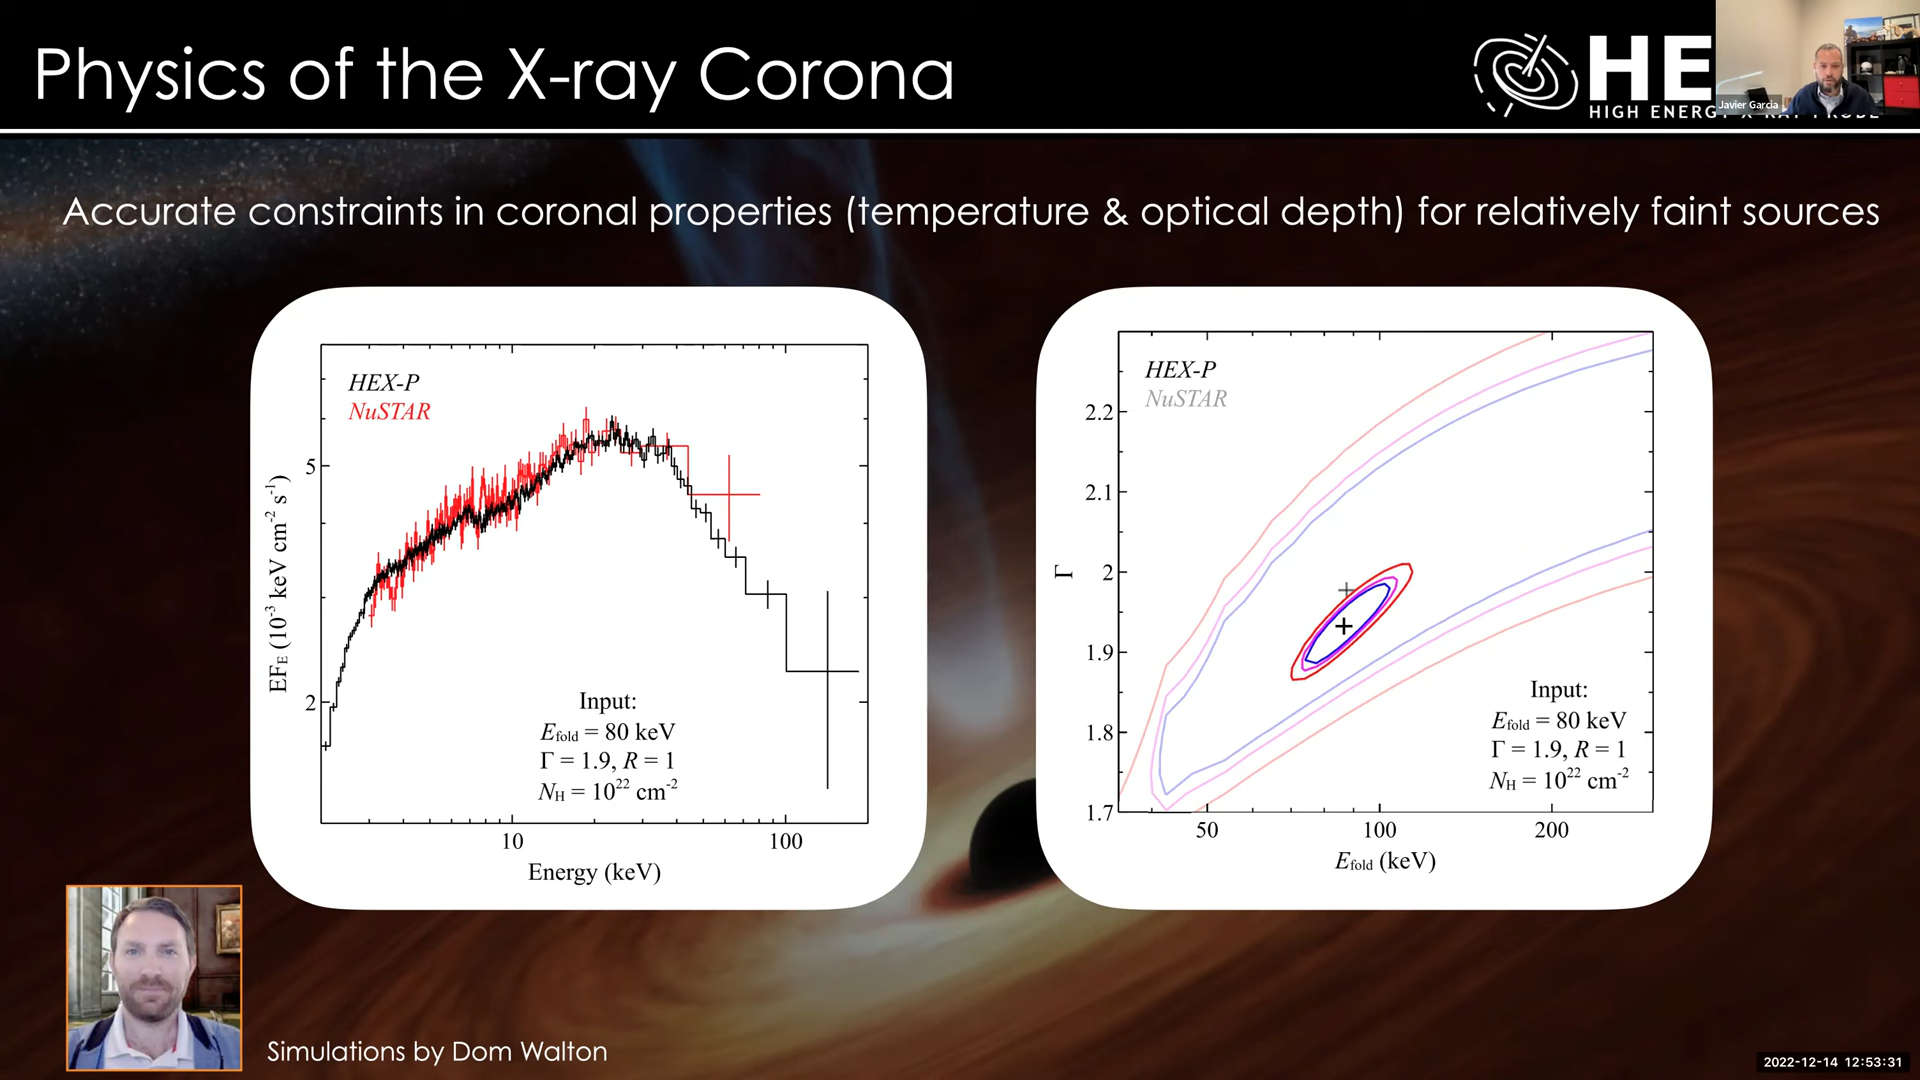 Physics of the X-ray Corona
HE
HIGH ENERGY X-RAY PROBE
Javier Garcia
Accurate constraints in coronal properties (temperature & optical depth) for relatively faint sources
HEX-P
NuSTAR
5
2
EF_E (10^-3 keV cm^-2 s^-1)
Input:
E_fold = 80 keV
Γ = 1.9, R = 1
N_H = 10^22 cm^-2
10 100
Energy (keV)
HEX-P
NuSTAR
2.2
2.1
2
1.9
1.8
1.7
Γ
Input:
E_fold = 80 keV
Γ = 1.9, R = 1
N_H = 10^22 cm^-2
50 100 200
E_fold (keV)
Simulations by Dom Walton
2022-12-14 12:53:31